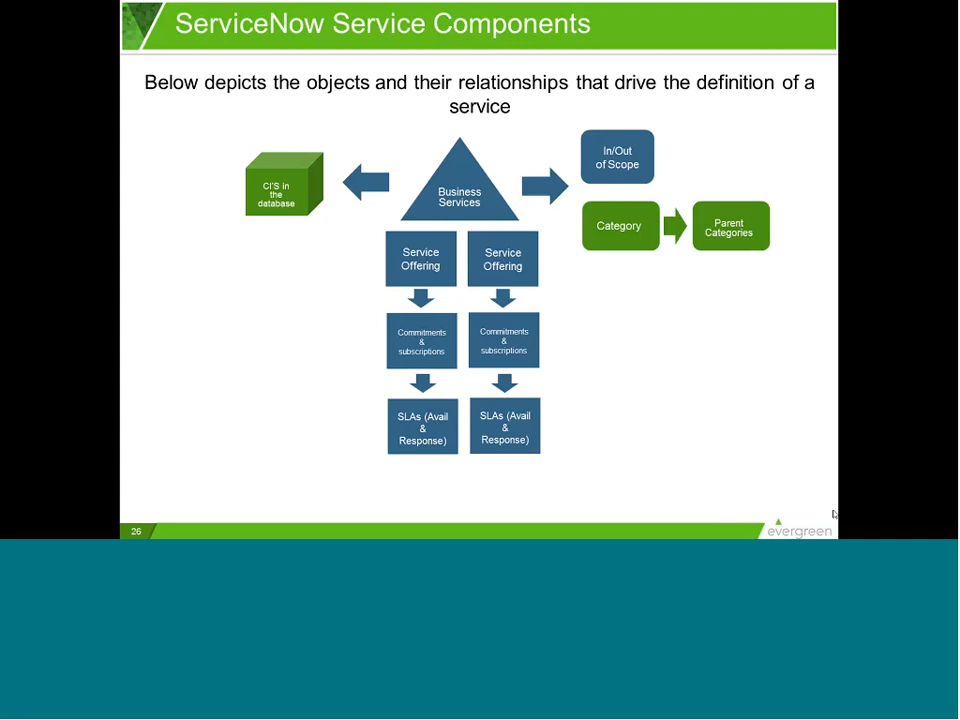 ServiceNow Service Components
Below depicts the objects and their relationships that drive the definition of a
service
CI'S in
the
database
Business
Services
In/Out
of Scope
Category
Parent
Categories
Service
Offering
Service
Offering
Commitments
&
subscriptions
Commitments
&
subscriptions
SLAs (Avail
&
Response)
SLAs (Avail
&
Response)
26
evergreen